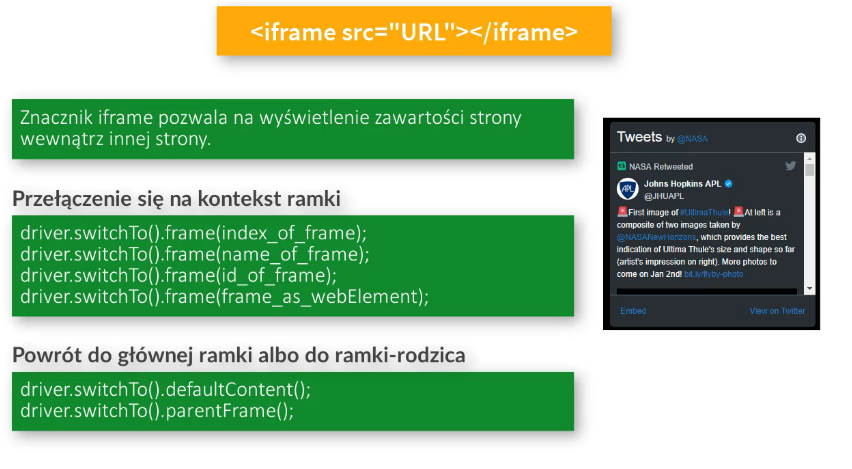 <iframe src="URL"></iframe>
Znacznik iframe pozwala na wyświetlenie zawartości strony
wewnątrz innej strony.
Przełączenie się na kontekst ramki
driver.switchTo().frame(index_of_frame);
driver.switchTo().frame(name_of_frame);
driver.switchTo().frame(id_of_frame);
driver.switchTo().frame(frame_as_webElement);
Powrót do głównej ramki albo do ramki-rodzica
driver.switchTo().defaultContent();
driver.switchTo().parentFrame();
Tweets by @NASA
NASA Retweeted
APL
Johns Hopkins APL
@JHUAPL
🚨First image of #UltimaThule! 🚨At left is a
composite of two images taken by
@NASANewHorizons, which provides the best
indication of Ultima Thule's size and shape so far
(artist's impression on right). More photos to
come on Jan 2nd! bit.ly/flyby-photo
Embed
View on Twitter